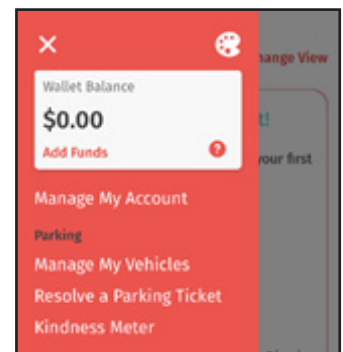 hange View
Wallet Balance
$0.00
t!
Add Funds
?
your first
Manage My Account
Parking
Manage My Vehicles
Resolve a Parking Ticket
Kindness Meter